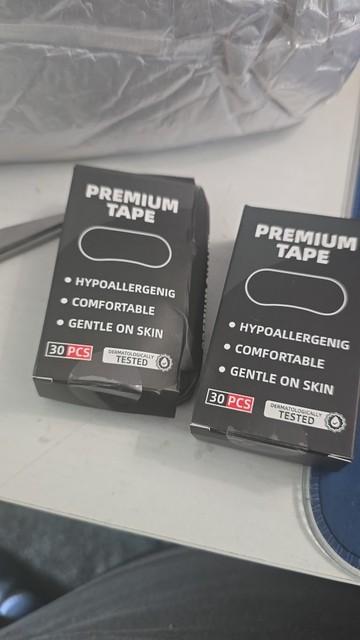 PREMIUM
TAPE
HYPOALLERGENIG
COMFORTABLE
GENTLE ON SKIN
30 PCS
DERMATOLOGICALLY
TESTED
PREMIUM
TAPE
HYPOALLERGENIG
COMFORTABLE
GENTLE ON SKIN
30 PCS
DERMATOLOGICALLY
TESTED